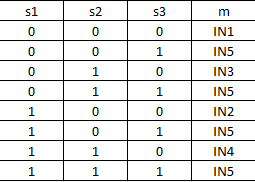 s1 s2 s3 m
0 0 0 IN1
0 0 1 IN5
0 1 0 IN3
0 1 1 IN5
1 0 0 IN2
1 0 1 IN5
1 1 0 IN4
1 1 1 IN5